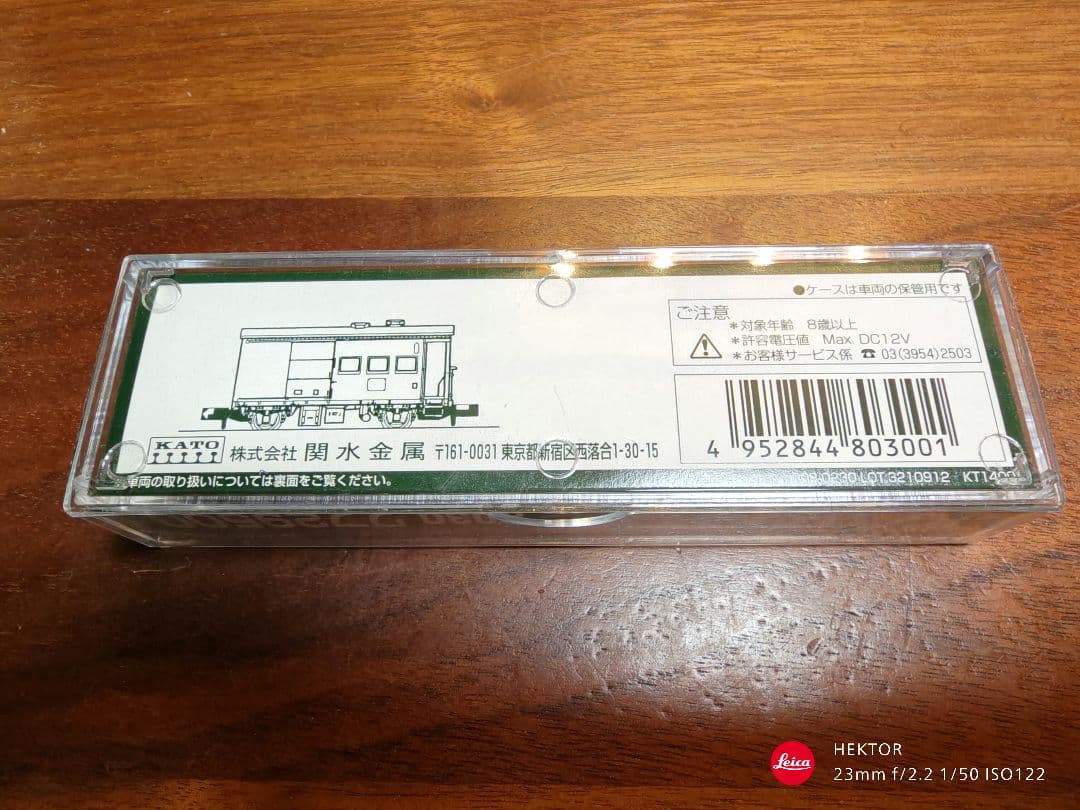 ●ケースは車両の保管用です
ご注意
＊対象年齢 8歳以上
＊許容電圧値 Max. DC12V
＊お客様サービス係 ☎ 03(3954)2503
4 952844 803001
KATO 株式会社 関水金属 〒161-0031 東京都新宿区西落合1-30-15
車両の取り扱いについては裏面をご覧ください。
LOT.3210912
Leica
HEKTOR
23mm f/2.2 1/50 ISO122